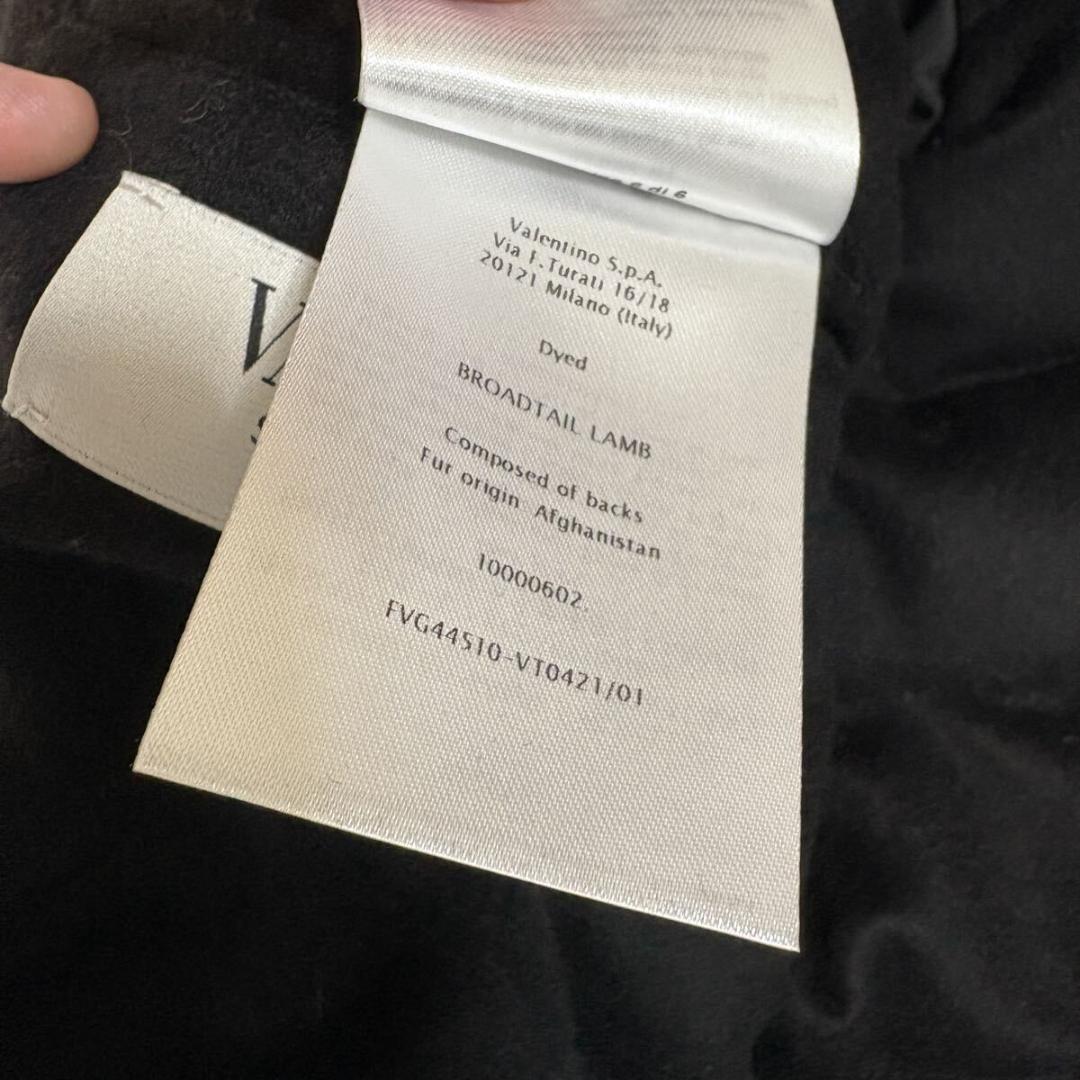 Valentino S.p.A.
Via F.Turati 16/18
20121 Milano (Italy)
Dyed
BROADTAIL LAMB
Composed of backs
Fur origin Afghanistan
10000602.
FVG44510-VT0421/01